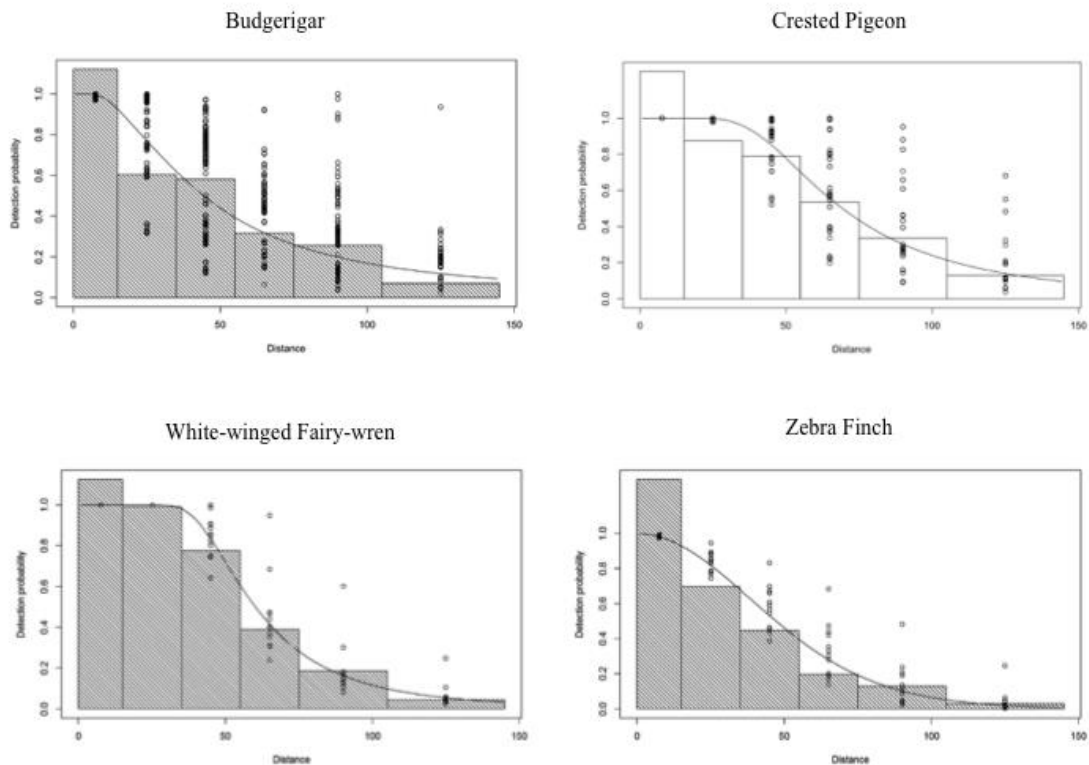 Budgerigar
Detection probability
1.0
0.8
0.6
0.4
0.2
0.0
0 50 100 150
Distance
Crested Pigeon
Detection probability
1.0
0.8
0.6
0.4
0.2
0.0
0 50 100 150
Distance
White-winged Fairy-wren
Detection probability
1.0
0.8
0.6
0.4
0.2
0.0
0 50 100 150
Distance
Zebra Finch
Detection probability
1.0
0.8
0.6
0.4
0.2
0.0
0 50 100 150
Distance